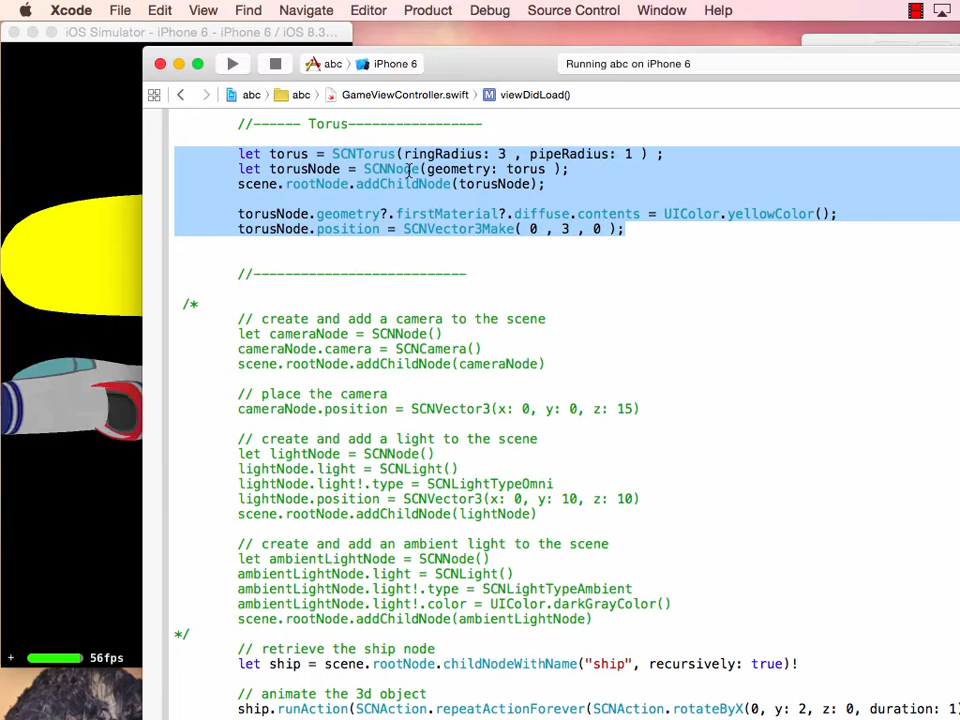 Xcode File Edit View Find Navigate Editor Product Debug Source Control Window Help
iOS Simulator - iPhone 6 - iPhone 6 / iOS 8.3...
abc iPhone 6 Running abc on iPhone 6
abc abc GameViewController.swift M viewDidLoad()
//------ Torus-----------------
let torus = SCNTorus(ringRadius: 3 , pipeRadius: 1 ) ;
let torusNode = SCNNode(geometry: torus );
scene.rootNode.addChildNode(torusNode);
torusNode.geometry?.firstMaterial?.diffuse.contents = UIColor.yellowColor();
torusNode.position = SCNVector3Make( 0 , 3 , 0 );
//---------------------------
/*
// create and add a camera to the scene
let cameraNode = SCNNode()
cameraNode.camera = SCNCamera()
scene.rootNode.addChildNode(cameraNode)
// place the camera
cameraNode.position = SCNVector3(x: 0, y: 0, z: 15)
// create and add a light to the scene
let lightNode = SCNNode()
lightNode.light = SCNLight()
lightNode.light!.type = SCNLightTypeOmni
lightNode.position = SCNVector3(x: 0, y: 10, z: 10)
scene.rootNode.addChildNode(lightNode)
// create and add an ambient light to the scene
let ambientLightNode = SCNNode()
ambientLightNode.light = SCNLight()
ambientLightNode.light!.type = SCNLightTypeAmbient
ambientLightNode.light!.color = UIColor.darkGrayColor()
scene.rootNode.addChildNode(ambientLightNode)
*/
// retrieve the ship node
let ship = scene.rootNode.childNodeWithName("ship", recursively: true)!
// animate the 3d object
ship.runAction(SCNAction.repeatActionForever(SCNAction.rotateByX(0, y: 2, z: 0, duration: 1)
+ 56fps